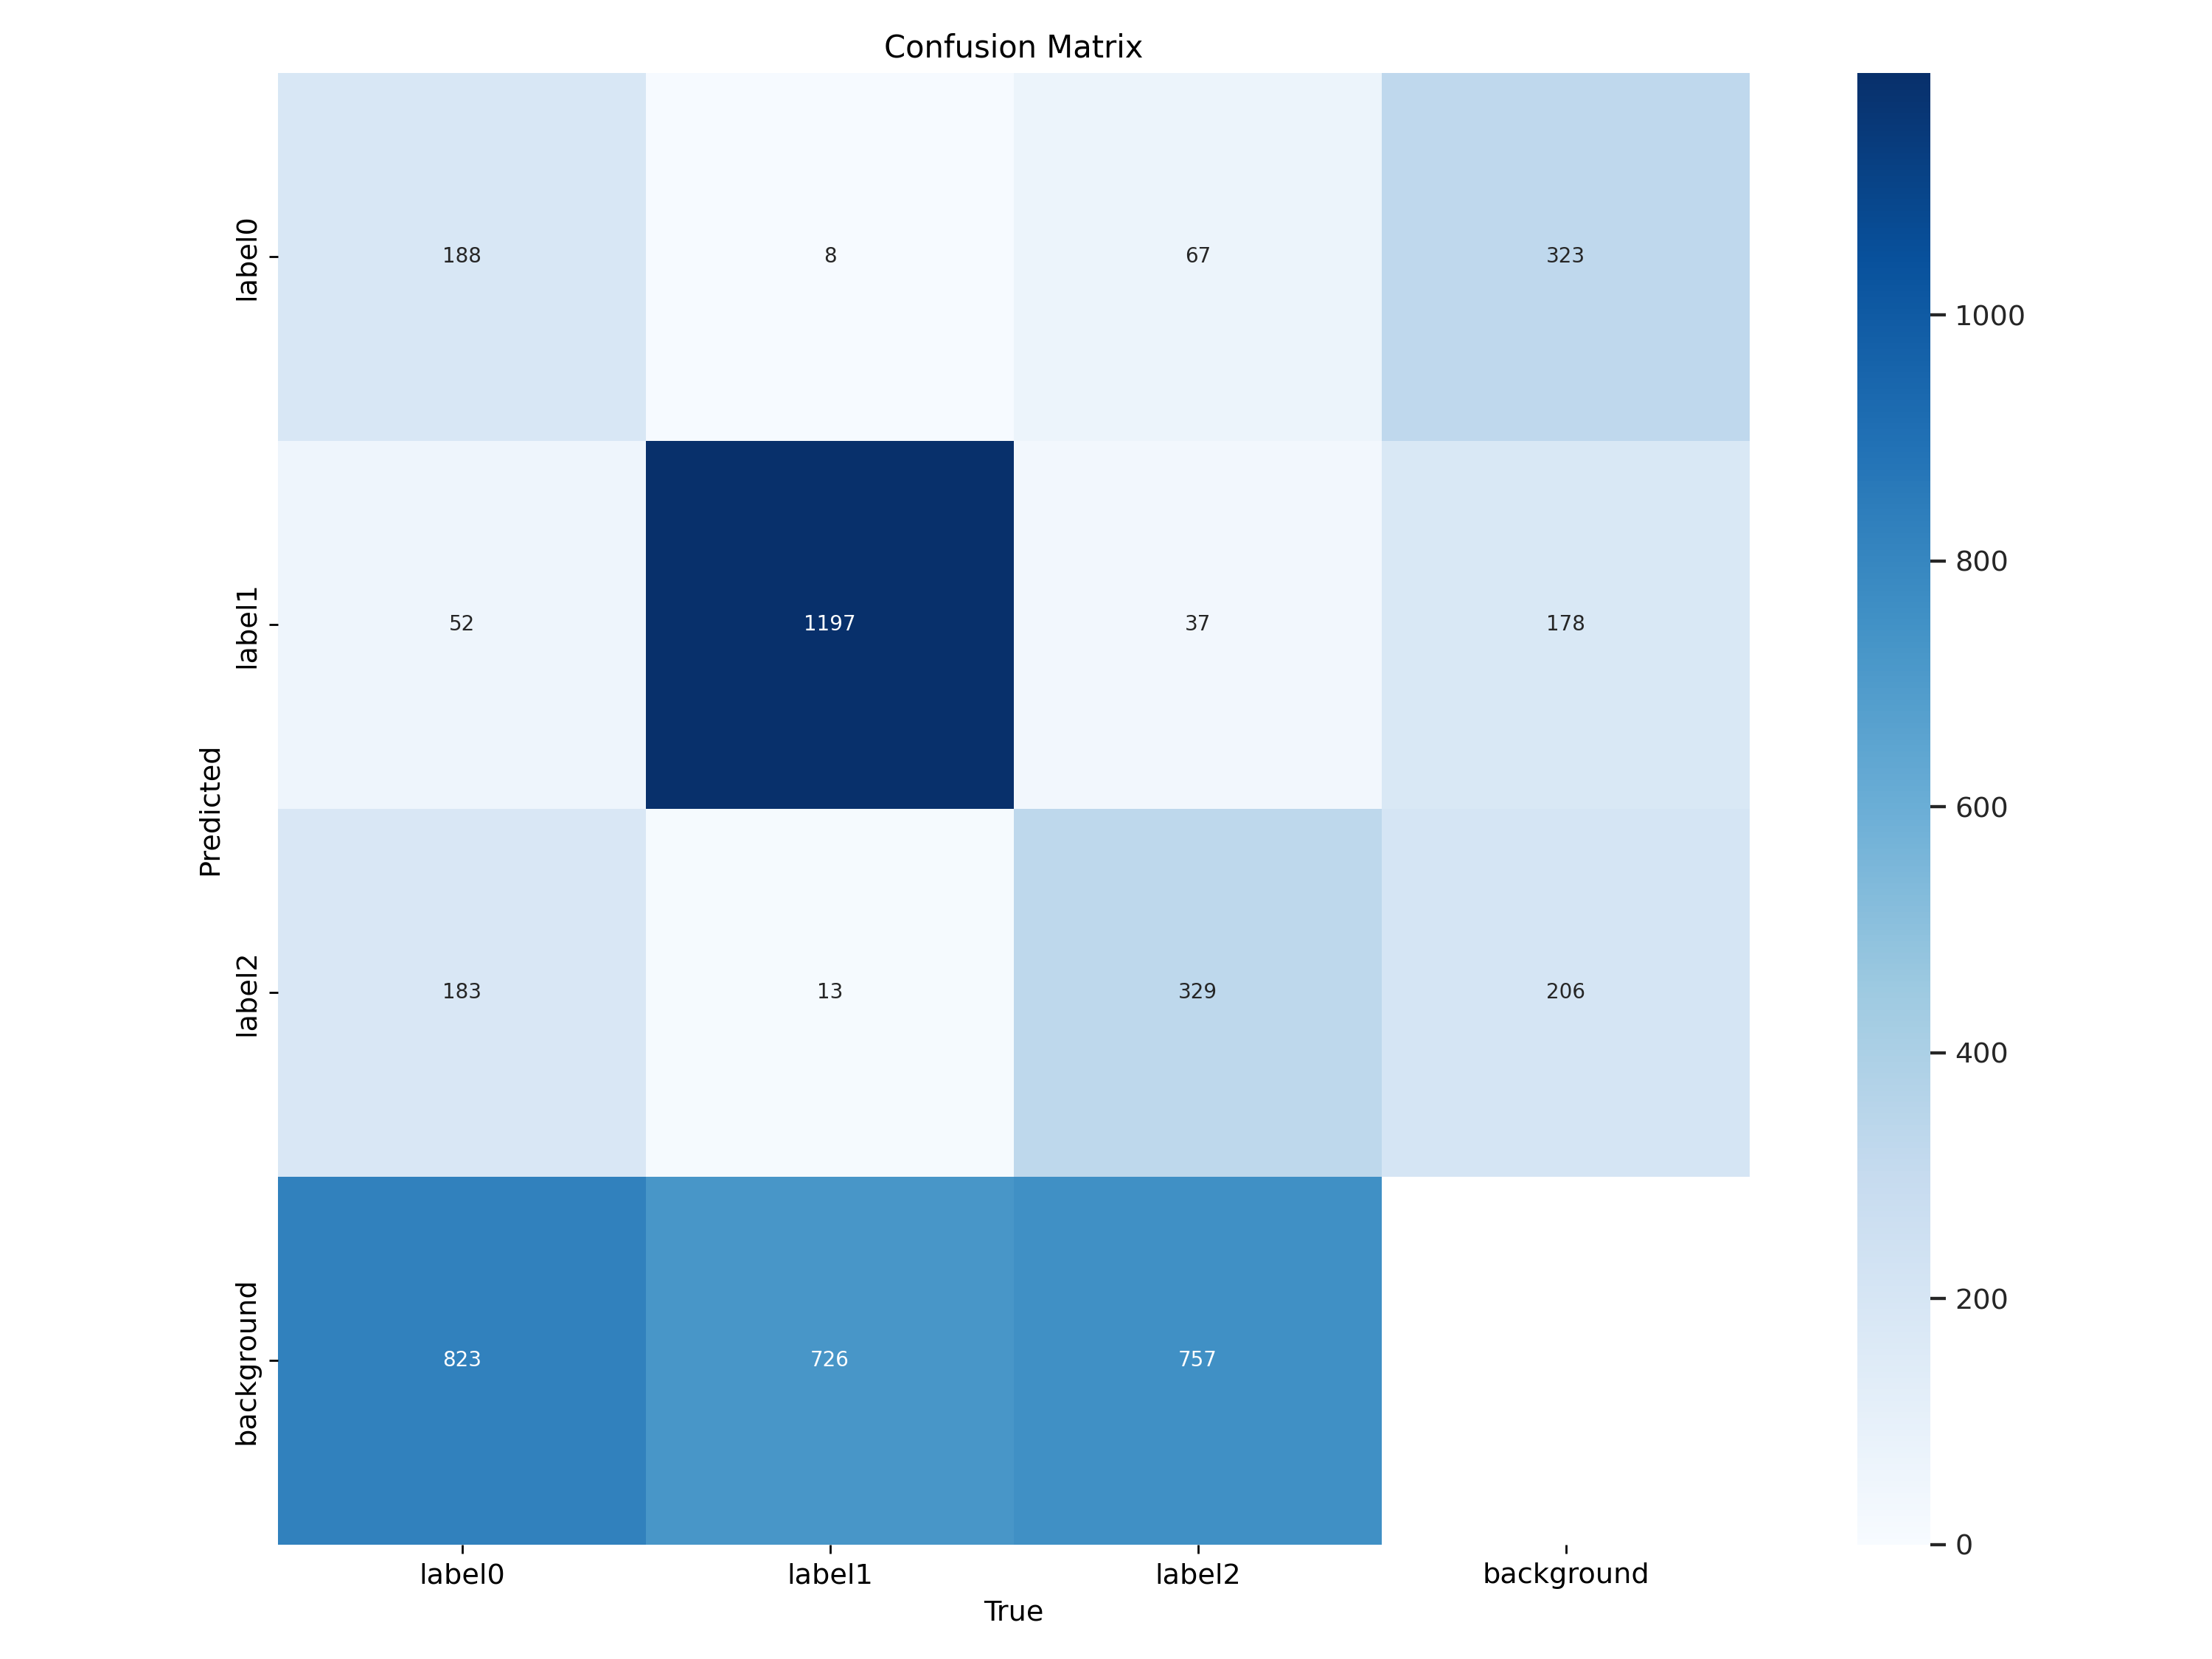 Confusion Matrix
Predicted
label0
188 8 67 323
label1
52 1197 37 178
label2
183 13 329 206
background
823 726 757
label0 label1 label2 background
True
1000
800
600
400
200
0